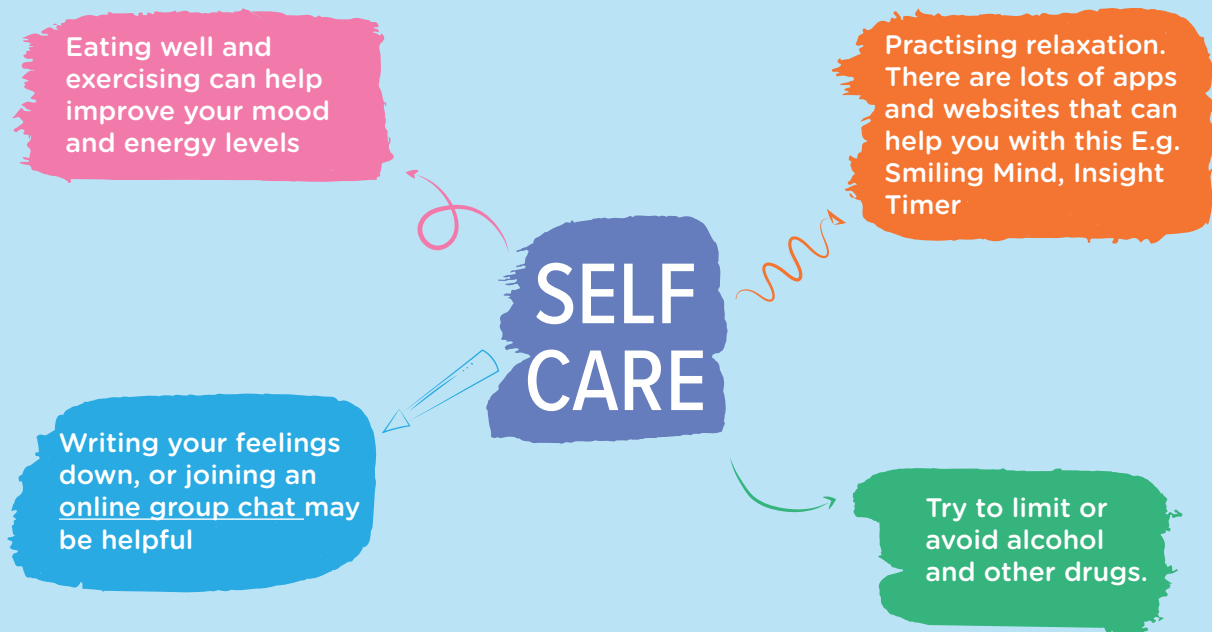 Eating well and
exercising can help
improve your mood
and energy levels
Practising relaxation.
There are lots of apps
and websites that can
help you with this E.g.
Smiling Mind, Insight
Timer
SELF
CARE
Writing your feelings
down, or joining an
online group chat may
be helpful
Try to limit or
avoid alcohol
and other drugs.